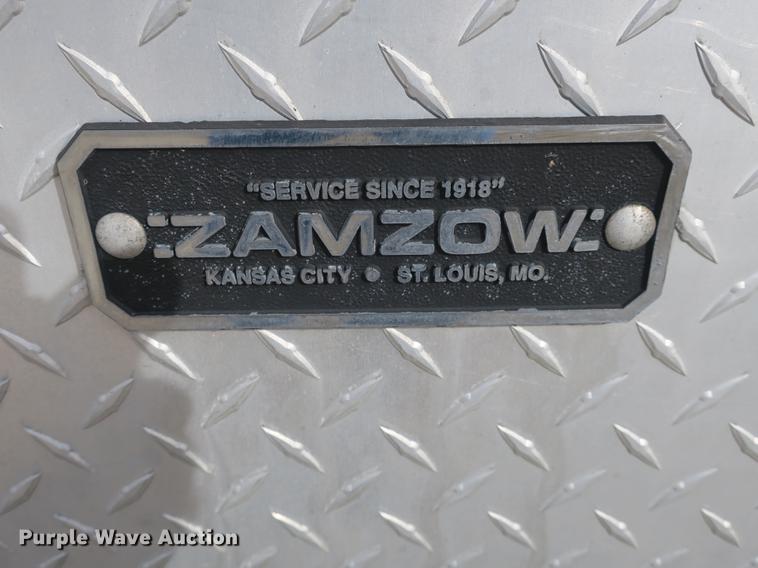 "SERVICE SINCE 1918"
ZAMZOW
KANSAS CITY • ST. LOUIS, MO.
Purple Wave Auction